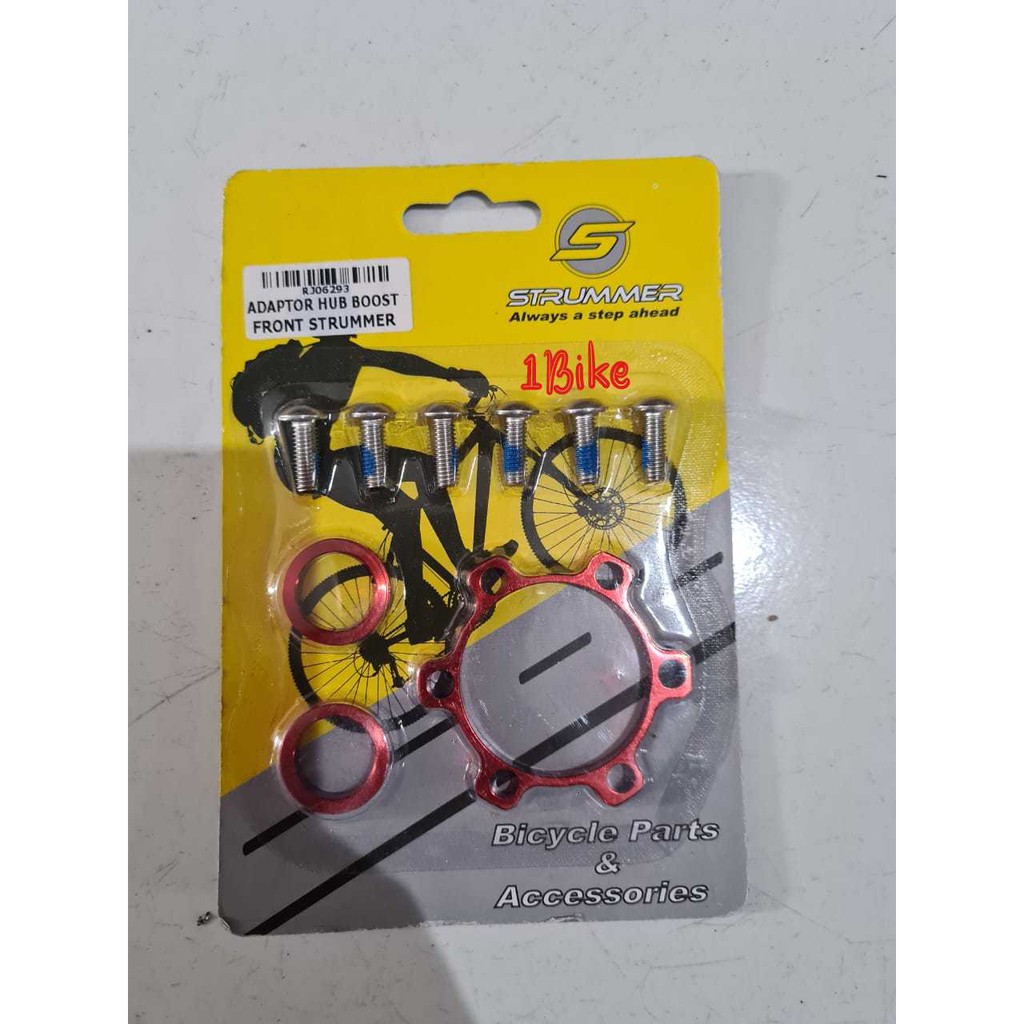 STRUMMER
Always a step ahead
RJ06293
ADAPTOR HUB BOOST
FRONT STRUMMER
1Bike
Bicycle Parts
&
Accessories